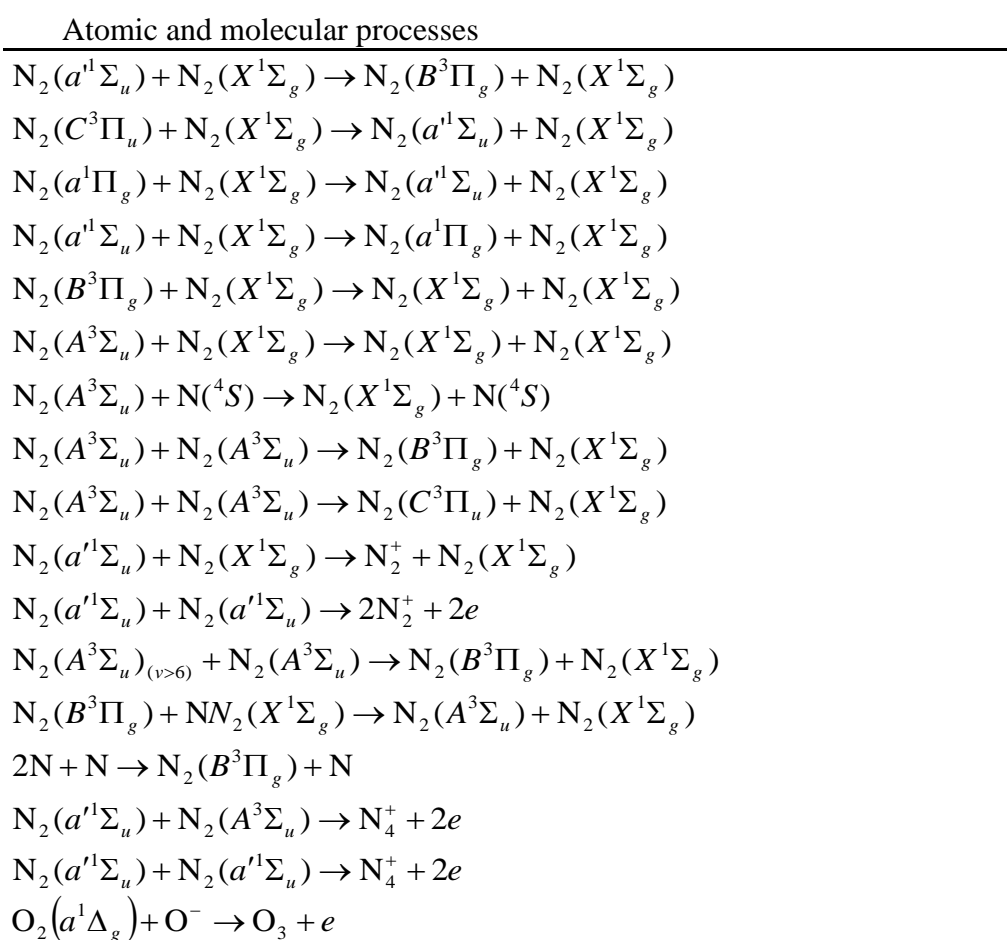 Atomic and molecular processes
N₂(a'¹Σᵤ) + N₂(X¹Σ_g) → N₂(B³Π_g) + N₂(X¹Σ_g)
N₂(C³Πᵤ) + N₂(X¹Σ_g) → N₂(a'¹Σᵤ) + N₂(X¹Σ_g)
N₂(a¹Π_g) + N₂(X¹Σ_g) → N₂(a'¹Σᵤ) + N₂(X¹Σ_g)
N₂(a'¹Σᵤ) + N₂(X¹Σ_g) → N₂(a¹Π_g) + N₂(X¹Σ_g)
N₂(B³Π_g) + N₂(X¹Σ_g) → N₂(X¹Σ_g) + N₂(X¹Σ_g)
N₂(A³Σᵤ) + N₂(X¹Σ_g) → N₂(X¹Σ_g) + N₂(X¹Σ_g)
N₂(A³Σᵤ) + N(⁴S) → N₂(X¹Σ_g) + N(⁴S)
N₂(A³Σᵤ) + N₂(A³Σᵤ) → N₂(B³Π_g) + N₂(X¹Σ_g)
N₂(A³Σᵤ) + N₂(A³Σᵤ) → N₂(C³Πᵤ) + N₂(X¹Σ_g)
N₂(a′¹Σᵤ) + N₂(X¹Σ_g) → N₂⁺ + N₂(X¹Σ_g)
N₂(a′¹Σᵤ) + N₂(a′¹Σᵤ) → 2N₂⁺ + 2e
N₂(A³Σᵤ)₍ᵥ>₆₎ + N₂(A³Σᵤ) → N₂(B³Π_g) + N₂(X¹Σ_g)
N₂(B³Π_g) + NN₂(X¹Σ_g) → N₂(A³Σᵤ) + N₂(X¹Σ_g)
2N + N → N₂(B³Π_g) + N
N₂(a′¹Σᵤ) + N₂(A³Σᵤ) → N₄⁺ + 2e
N₂(a′¹Σᵤ) + N₂(a′¹Σᵤ) → N₄⁺ + 2e
O₂(a¹Δ_g) + O⁻ → O₃ + e